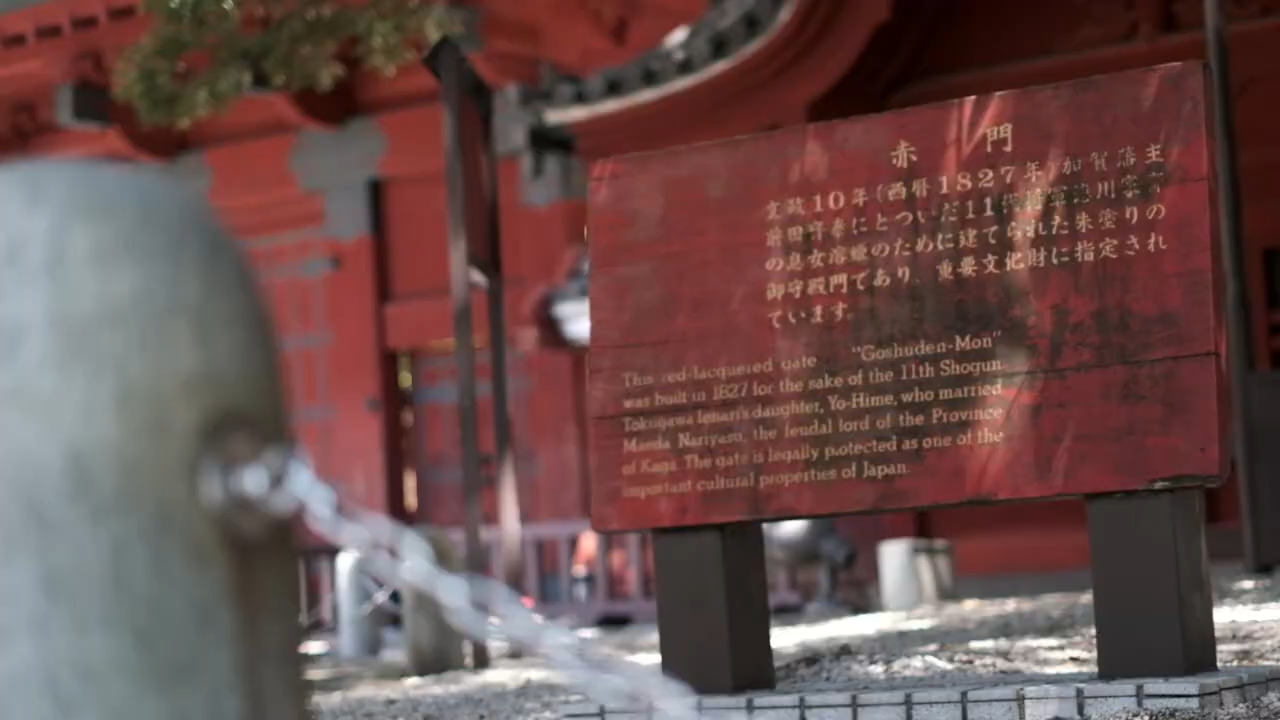 赤 門
文政10年(西暦1827年)加賀藩主
前田斉泰にとついだ11代将軍徳川家斉
の息女溶姫のために建てられた朱塗りの
御守殿門であり、重要文化財に指定され
ています。
This red-lacquered gate "Goshuden-Mon"
was built in 1827 for the sake of the 11th Shogun
Tokugawa Ienari's daughter, Yo-Hime, who married
Maeda Nariyasu, the feudal lord of the Province
of Kaga. The gate is legally protected as one of the
important cultural properties of Japan.